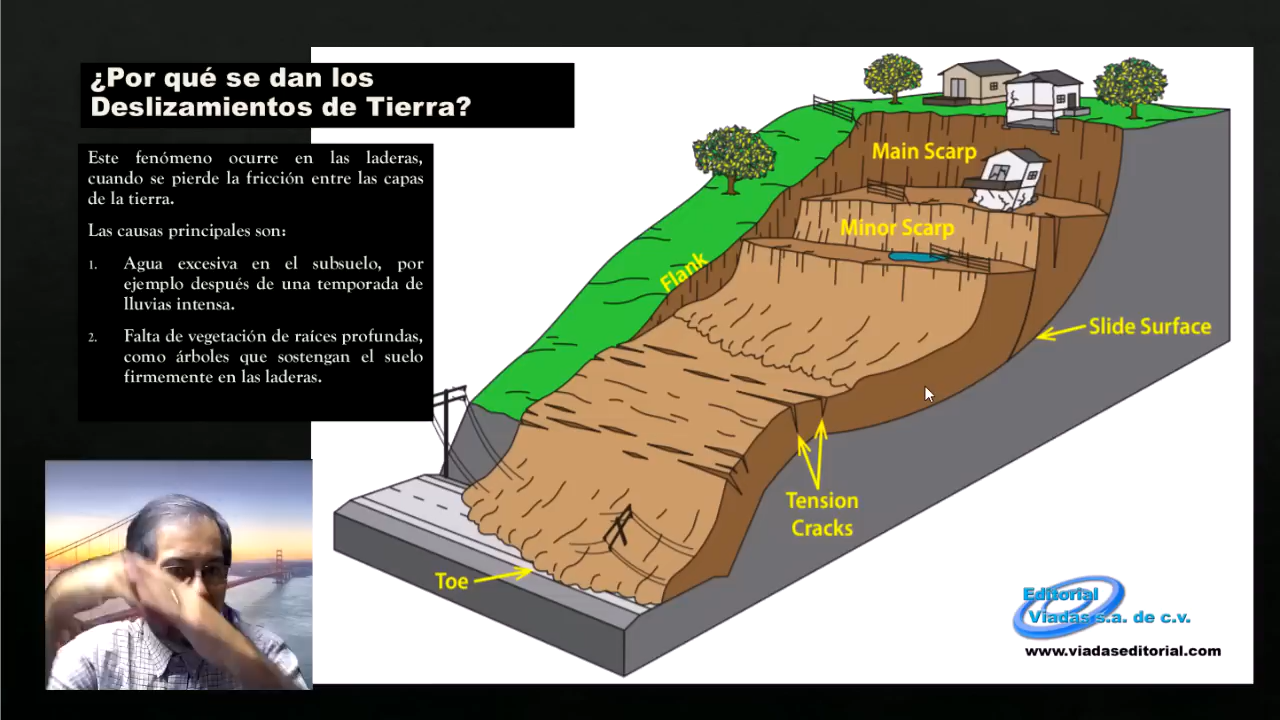 ¿Por qué se dan los
Deslizamientos de Tierra?
Este fenómeno ocurre en las laderas,
cuando se pierde la fricción entre las capas
de la tierra.
Las causas principales son:
1. Agua excesiva en el subsuelo, por
ejemplo después de una temporada de
lluvias intensa.
2. Falta de vegetación de raíces profundas,
como árboles que sostengan el suelo
firmemente en las laderas.
Main Scarp
Minor Scarp
Flank
Slide Surface
Tension
Cracks
Toe
Editorial
Viadas s.a. de c.v.
www.viadaseditorial.com